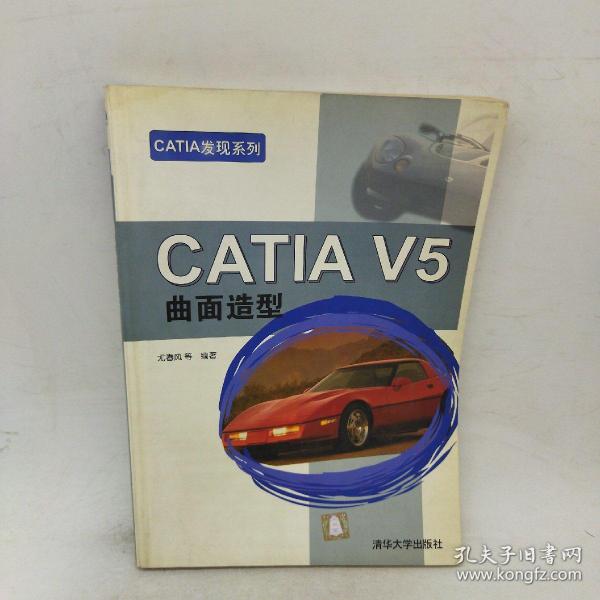 CATIA发现系列
CATIA V5
曲面造型
尤春风 等 编著
清华大学出版社
孔夫子旧书网
www.kongfz.com